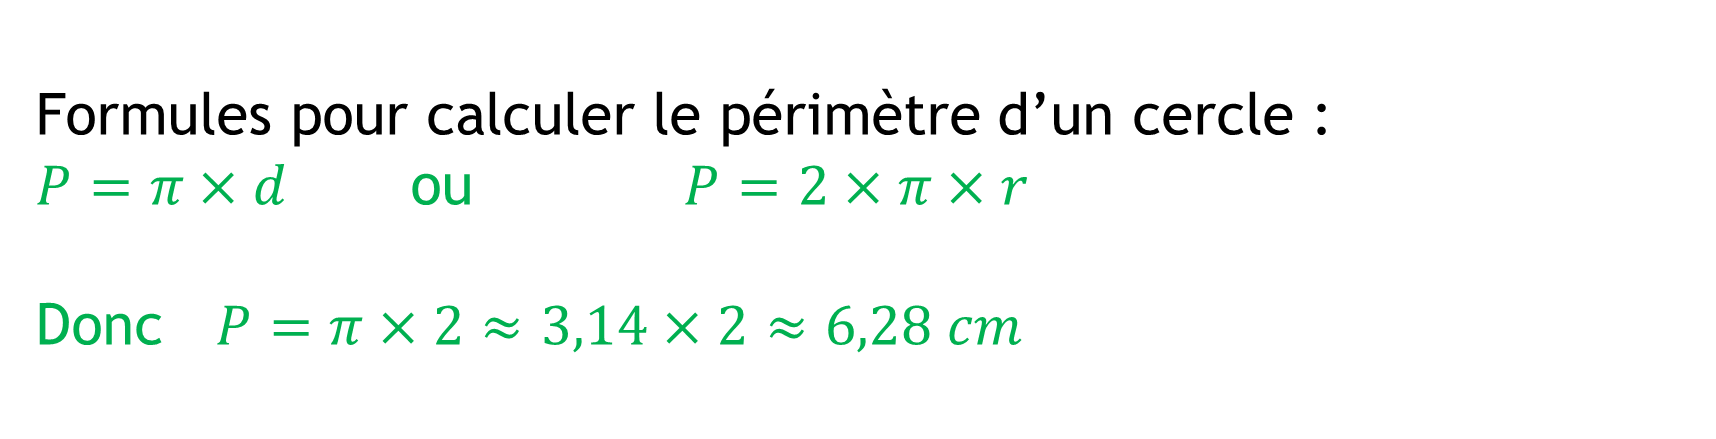 Formules pour calculer le périmètre d’un cercle :
P = π × d ou P = 2 × π × r
Donc P = π × 2 ≈ 3,14 × 2 ≈ 6,28 cm